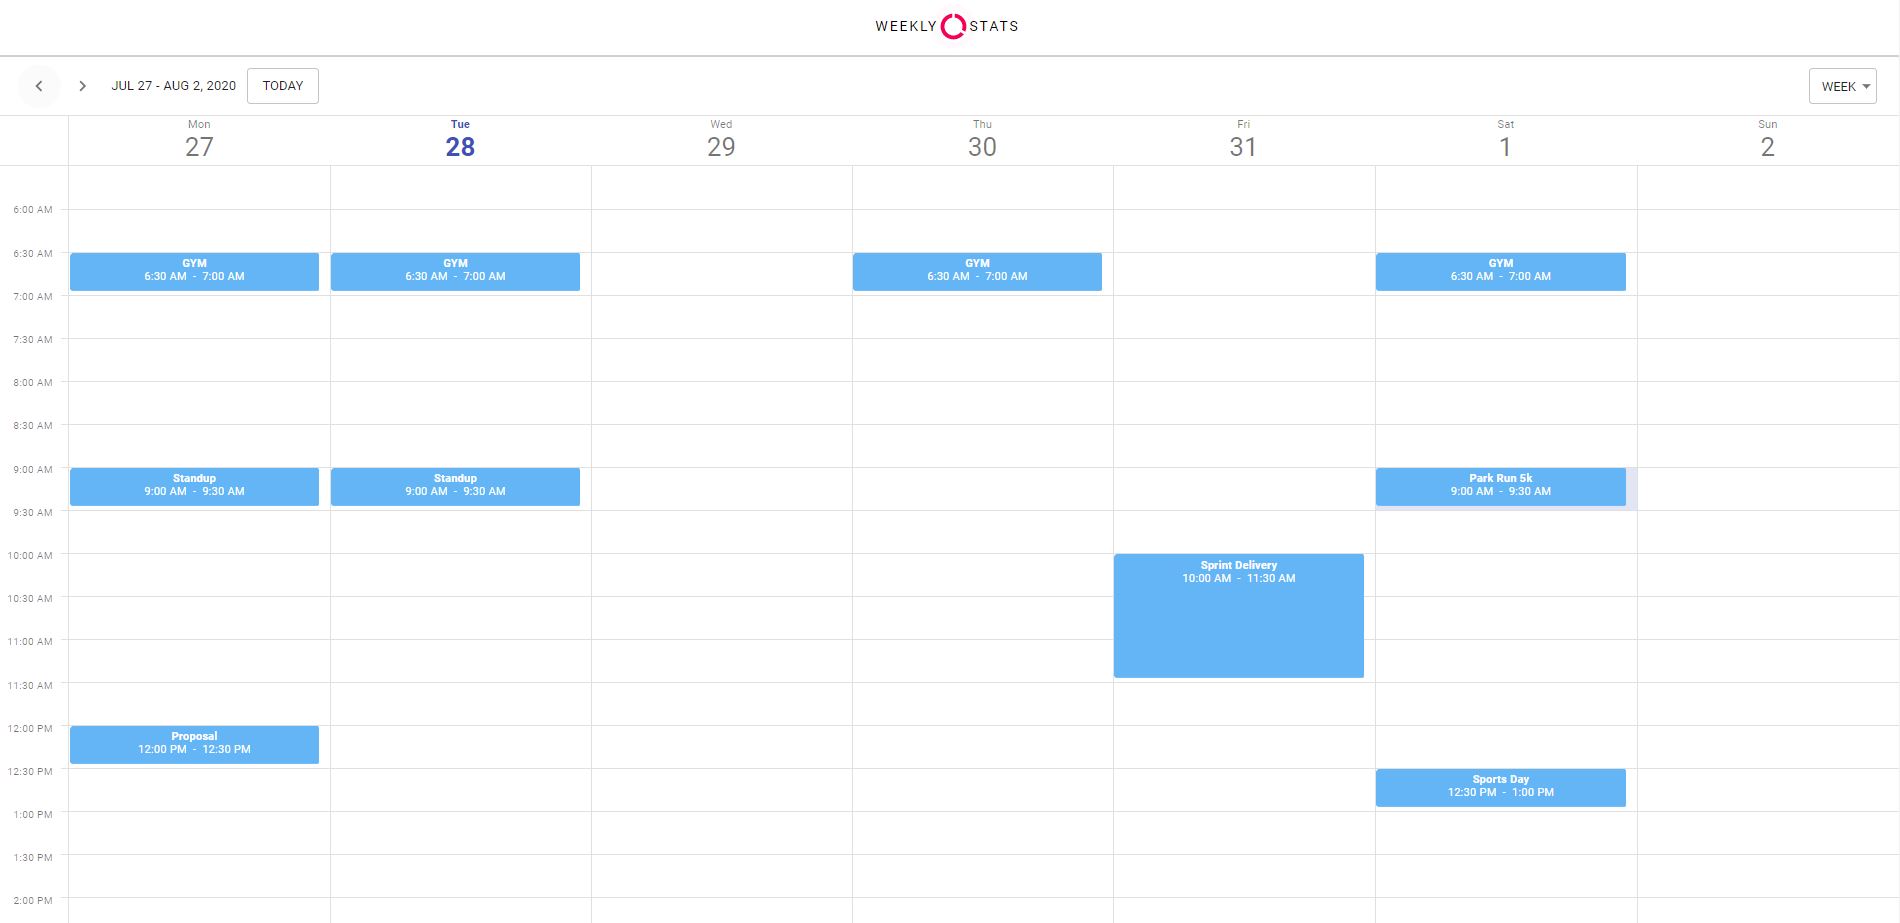 WEEKLY STATS
JUL 27 - AUG 2, 2020 TODAY WEEK
Mon Tue Wed Thu Fri Sat Sun
27 28 29 30 31 1 2
6:00 AM
6:30 AM
GYM GYM GYM GYM
6:30 AM - 7:00 AM 6:30 AM - 7:00 AM 6:30 AM - 7:00 AM 6:30 AM - 7:00 AM
7:00 AM
7:30 AM
8:00 AM
8:30 AM
9:00 AM
Standup Standup Park Run 5k
9:00 AM - 9:30 AM 9:00 AM - 9:30 AM 9:00 AM - 9:30 AM
9:30 AM
10:00 AM
Sprint Delivery
10:00 AM - 11:30 AM
10:30 AM
11:00 AM
11:30 AM
12:00 PM
Proposal
12:00 PM - 12:30 PM
12:30 PM
Sports Day
12:30 PM - 1:00 PM
1:00 PM
1:30 PM
2:00 PM